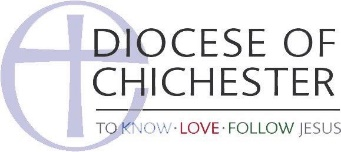 DIOCESE OF
CHICHESTER
TO KNOW·LOVE·FOLLOW JESUS